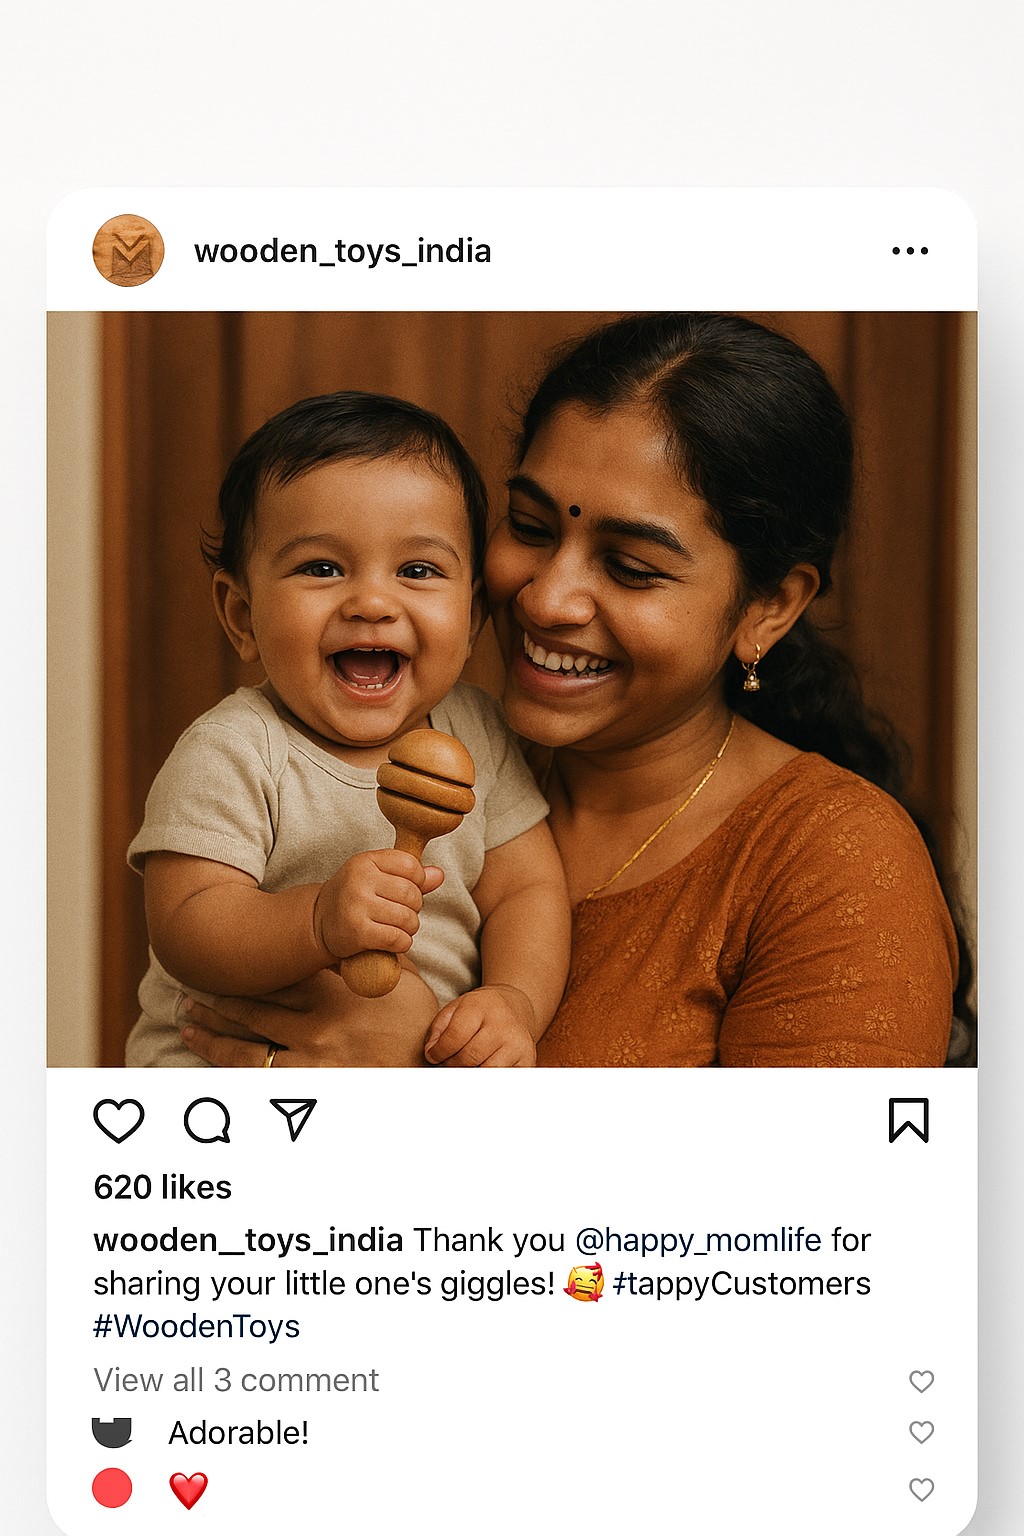 wooden_toys_india
620 likes
wooden__toys_india Thank you @happy_momlife for
sharing your little one's giggles! 🥰 #tappyCustomers
#WoodenToys
View all 3 comment
Adorable!
❤️